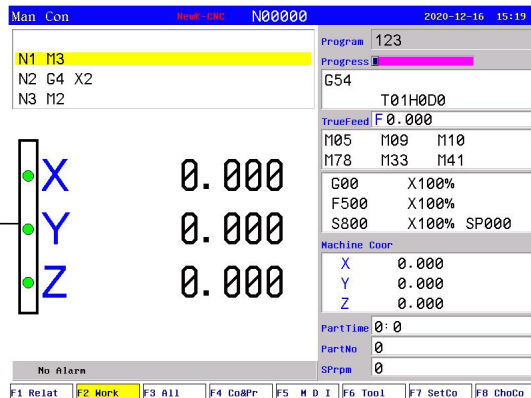 Man Con NewK-CNC N00000 2020-12-16 15:19
N1 M3
N2 G4 X2
N3 M2
X 0.000
Y 0.000
Z 0.000
No Alarm
Program 123
Progress
G54
T01H0D0
TrueFeed F0.000
M05 M09 M10
M78 M33 M41
G00 X100%
F500 X100%
S800 X100% SP000
Machine Coor
X 0.000
Y 0.000
Z 0.000
PartTime 0:0
PartNo 0
SPrpm 0
F1 Relat F2 Work F3 All F4 Co&Pr F5 M D I F6 Tool F7 SetCo F8 ChoCo